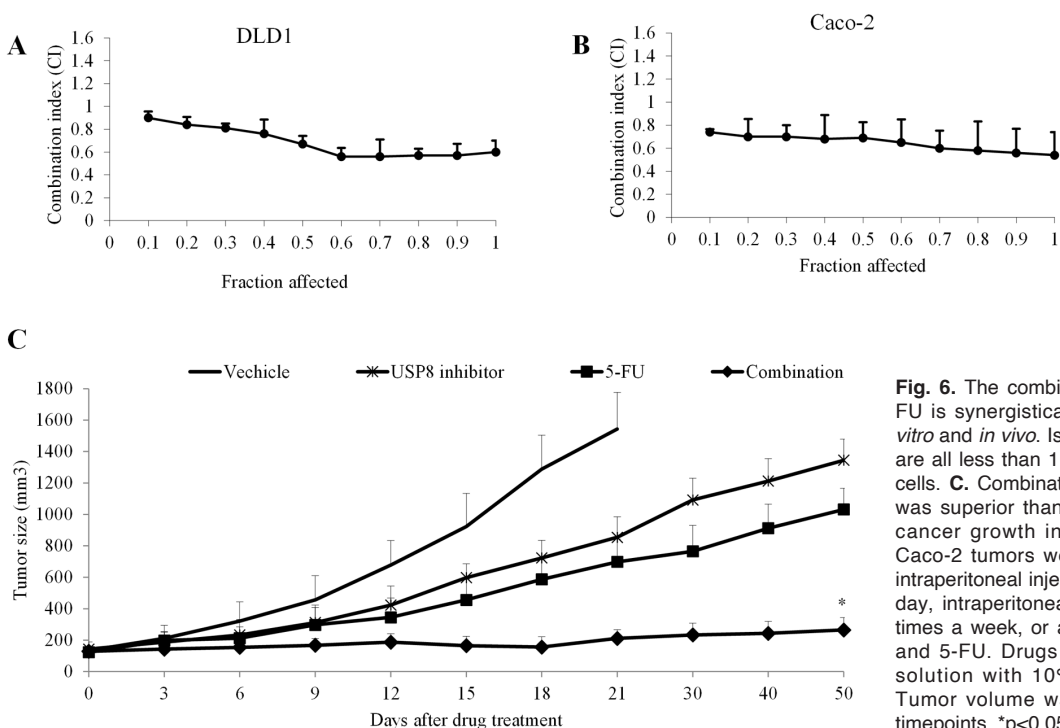 A
DLD1
Combination index (CI)
1.6
1.4
1.2
1
0.8
0.6
0.4
0.2
0
0 0.1 0.2 0.3 0.4 0.5 0.6 0.7 0.8 0.9 1
Fraction affected
B
Caco-2
Combination index (CI)
1.6
1.4
1.2
1
0.8
0.6
0.4
0.2
0
0 0.1 0.2 0.3 0.4 0.5 0.6 0.7 0.8 0.9 1
Fraction affected
C
Vechicle USP8 inhibitor 5-FU Combination
Tumor size (mm3)
1800
1600
1400
1200
1000
800
600
400
200
0
*
0 3 6 9 12 15 18 21 30 40 50
Days after drug treatment
Fig. 6. The combi
FU is synergistica
vitro and in vivo. Is
are all less than 1
cells. C. Combinat
was superior than
cancer growth in
Caco-2 tumors we
intraperitoneal injec
day, intraperitonea
times a week, or a
and 5-FU. Drugs
solution with 10%
Tumor volume w
timepoints. *p<0.05